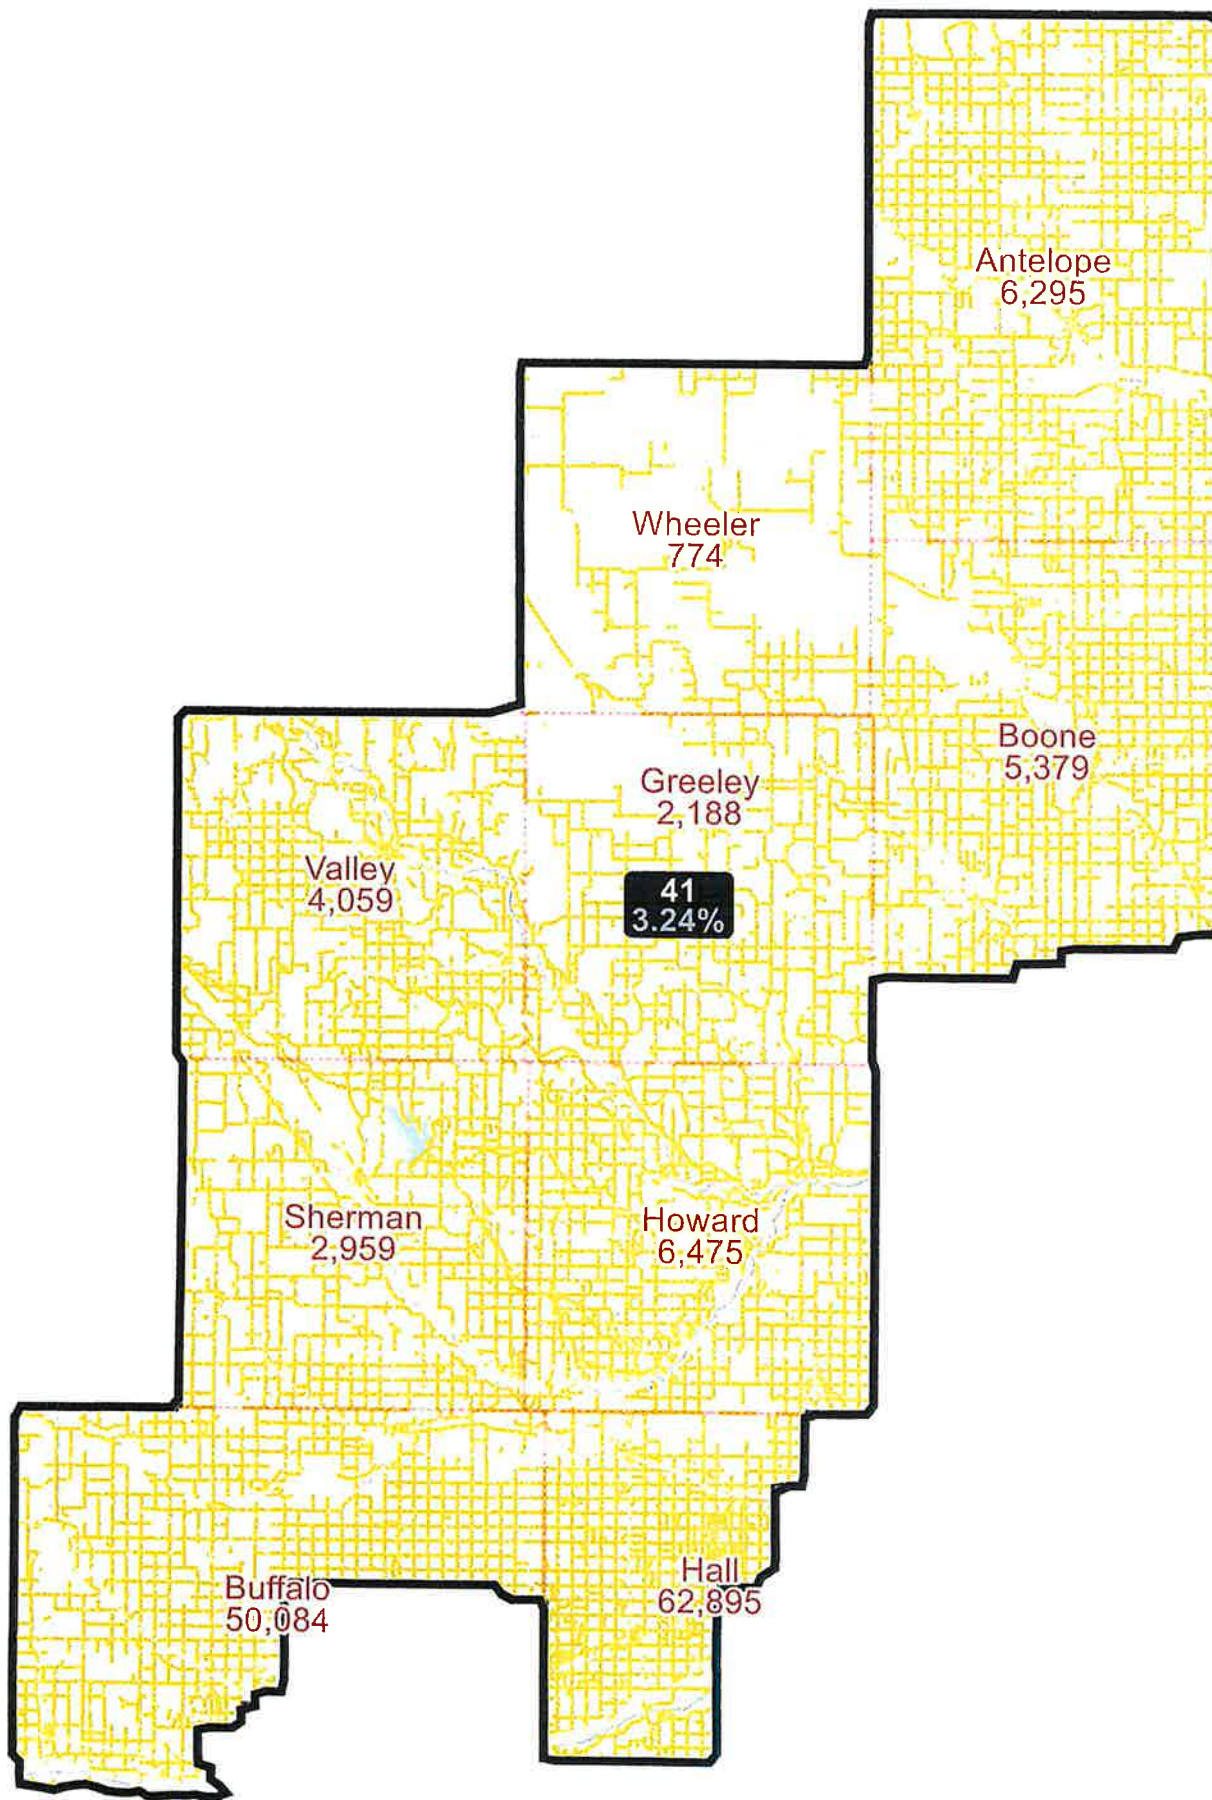 Antelope
6,295
Wheeler
774
Boone
5,379
Greeley
2,188
Valley
4,059
41
3.24%
Sherman
2,959
Howard
6,475
Buffalo
50,084
Hall
62,895